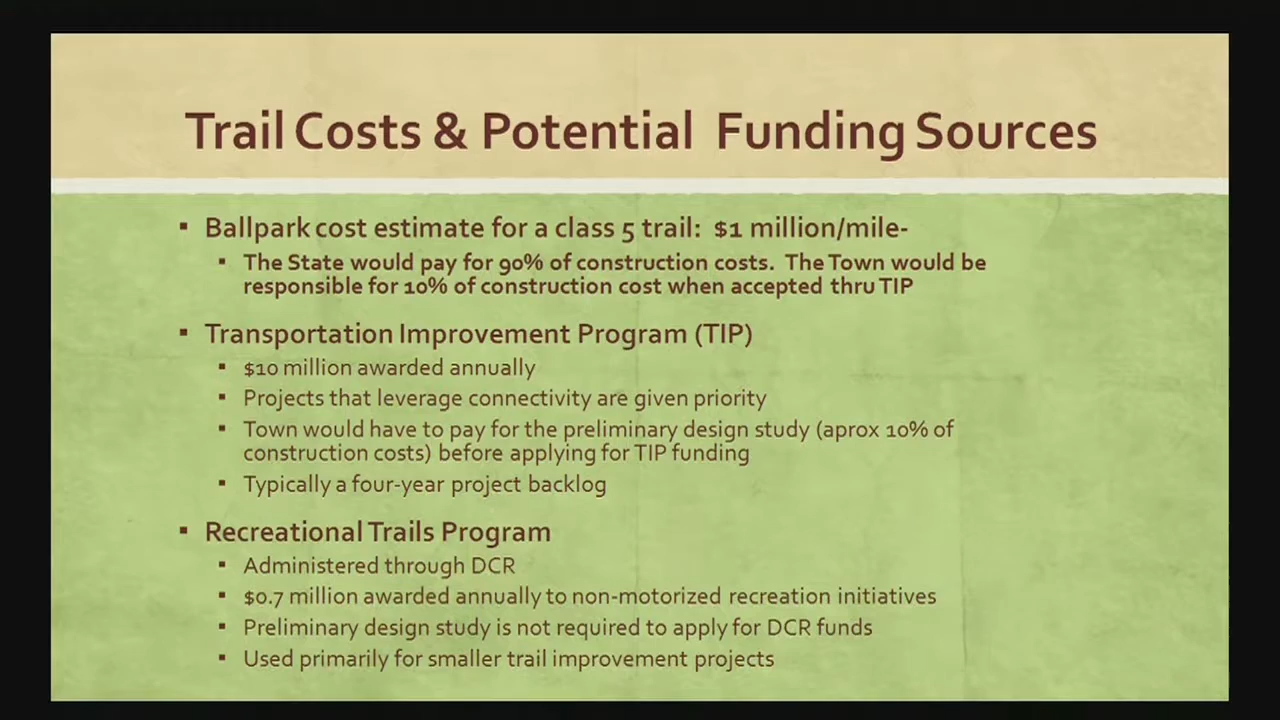 Trail Costs & Potential Funding Sources
Ballpark cost estimate for a class 5 trail: $1 million/mile-
The State would pay for 90% of construction costs. The Town would be
responsible for 10% of construction cost when accepted thru TIP
Transportation Improvement Program (TIP)
$10 million awarded annually
Projects that leverage connectivity are given priority
Town would have to pay for the preliminary design study (aprox 10% of
construction costs) before applying for TIP funding
Typically a four-year project backlog
Recreational Trails Program
Administered through DCR
$0.7 million awarded annually to non-motorized recreation initiatives
Preliminary design study is not required to apply for DCR funds
Used primarily for smaller trail improvement projects